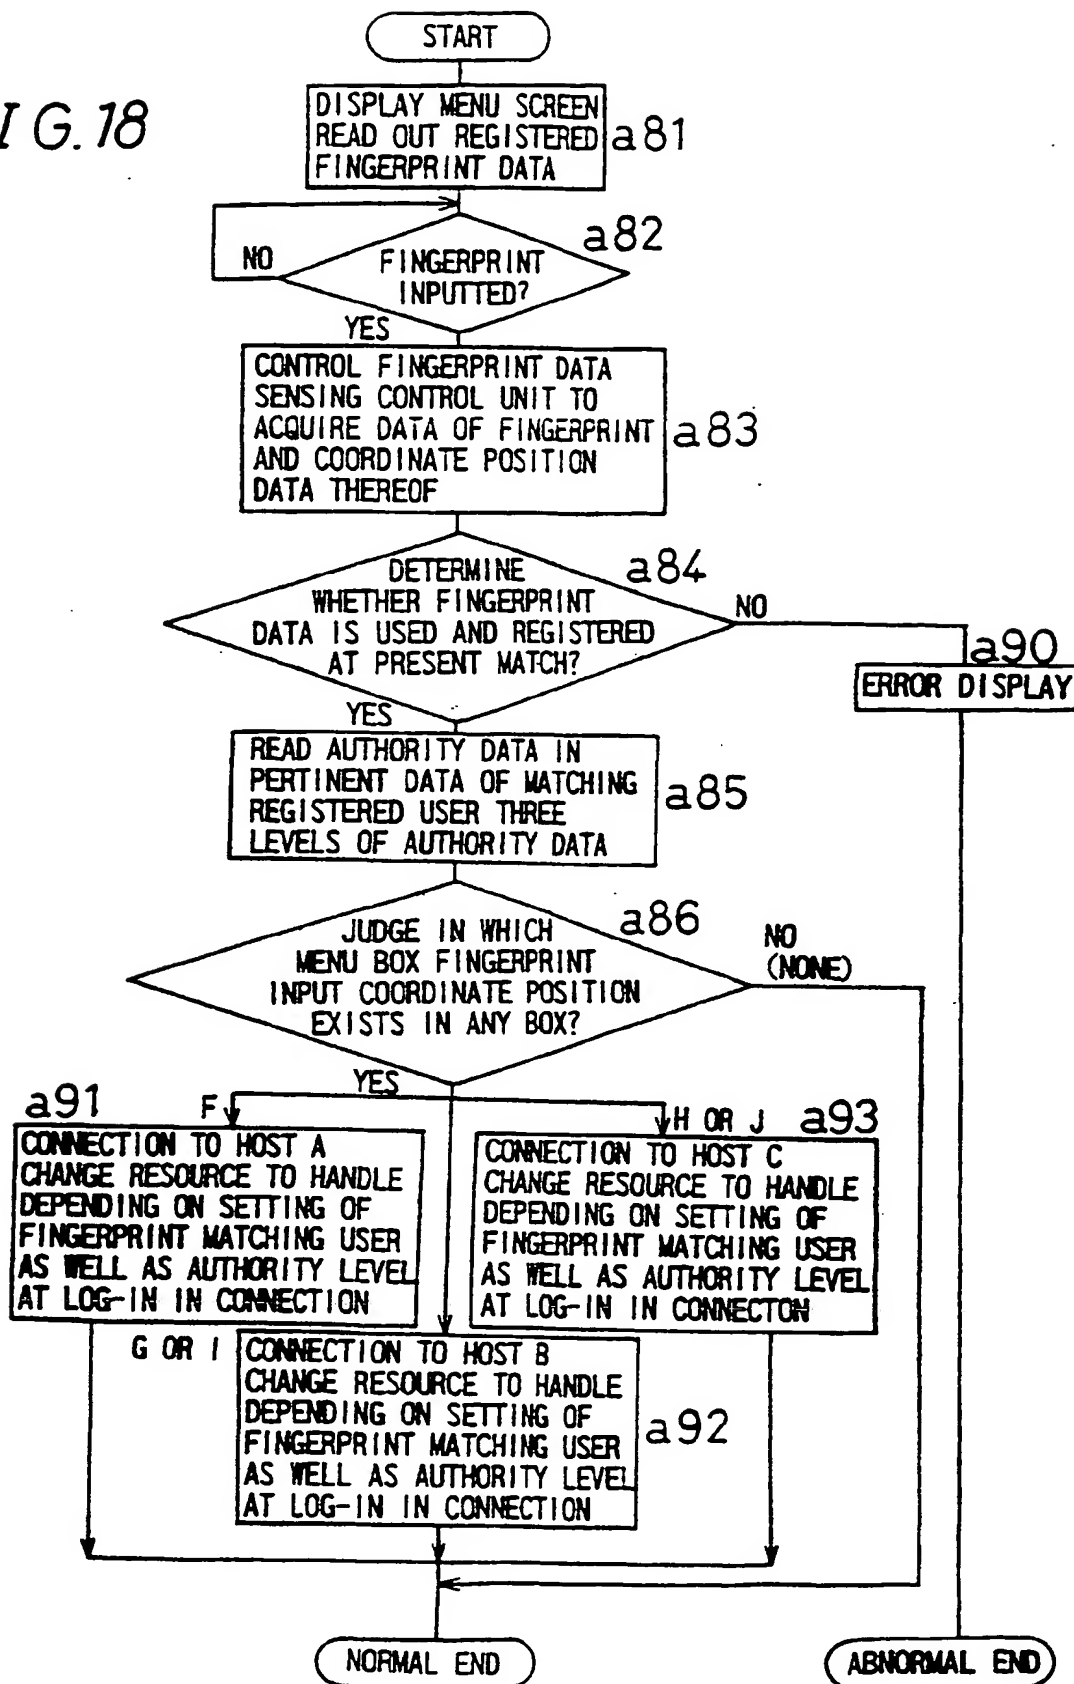 START
I G. 18
DISPLAY MENU SCREEN
READ OUT REGISTERED
FINGERPRINT DATA
a81
a82
NO
FINGERPRINT
INPUTTED?
YES
CONTROL FINGERPRINT DATA
SENSING CONTROL UNIT TO
ACQUIRE DATA OF FINGERPRINT
AND COORDINATE POSITION
DATA THEREOF
a83
DETERMINE
WHETHER FINGERPRINT
DATA IS USED AND REGISTERED
AT PRESENT MATCH?
a84
NO
a90
ERROR DISPLAY
YES
READ AUTHORITY DATA IN
PERTINENT DATA OF MATCHING
REGISTERED USER THREE
LEVELS OF AUTHORITY DATA
a85
JUDGE IN WHICH
MENU BOX FINGERPRINT
INPUT COORDINATE POSITION
EXISTS IN ANY BOX?
a86
NO
(NONE)
YES
a91
F
CONNECTION TO HOST A
CHANGE RESOURCE TO HANDLE
DEPENDING ON SETTING OF
FINGERPRINT MATCHING USER
AS WELL AS AUTHORITY LEVEL
AT LOG-IN IN CONNECTION
H OR J
a93
CONNECTION TO HOST C
CHANGE RESOURCE TO HANDLE
DEPENDING ON SETTING OF
FINGERPRINT MATCHING USER
AS WELL AS AUTHORITY LEVEL
AT LOG-IN IN CONNECTON
G OR I
CONNECTION TO HOST B
CHANGE RESOURCE TO HANDLE
DEPENDING ON SETTING OF
FINGERPRINT MATCHING USER
AS WELL AS AUTHORITY LEVEL
AT LOG-IN IN CONNECTION
a92
NORMAL END
ABNORMAL END